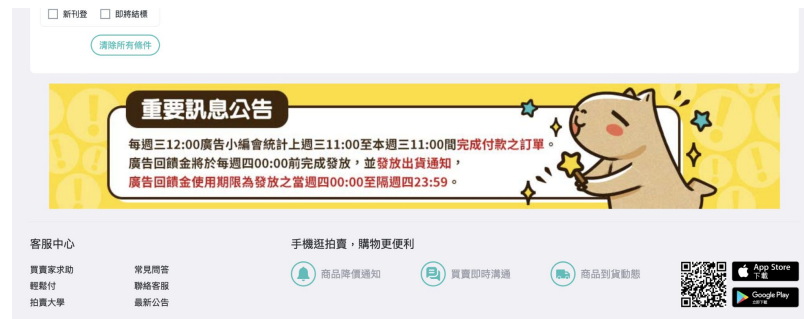 新刊登 即將結標
清除所有條件
重要訊息公告
每週三12:00廣告小編會統計上週三11:00至本週三11:00間完成付款之訂單。
廣告回饋金將於每週四00:00前完成發放，並發放出貨通知，
廣告回饋金使用期限為發放之當週四00:00至隔週四23:59。
客服中心
手機逛拍賣，購物更便利
買賣家求助 常見問答
輕鬆付 聯絡客服
拍賣大學 最新公告
商品降價通知 買賣即時溝通 商品到貨動態
App Store
下載
Google Play
立即下載